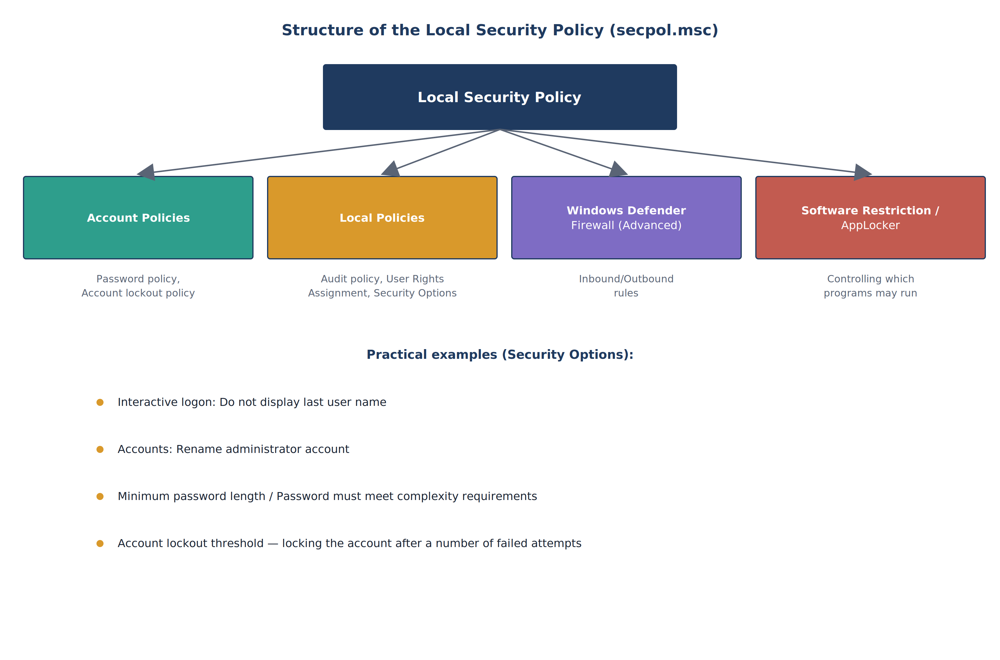 Structure of the Local Security Policy (secpol.msc)
Local Security Policy
Account Policies
Local Policies
Windows Defender
Firewall (Advanced)
Software Restriction /
AppLocker
Password policy,
Account lockout policy
Audit policy, User Rights
Assignment, Security Options
Inbound/Outbound
rules
Controlling which
programs may run
Practical examples (Security Options):
Interactive logon: Do not display last user name
Accounts: Rename administrator account
Minimum password length / Password must meet complexity requirements
Account lockout threshold — locking the account after a number of failed attempts